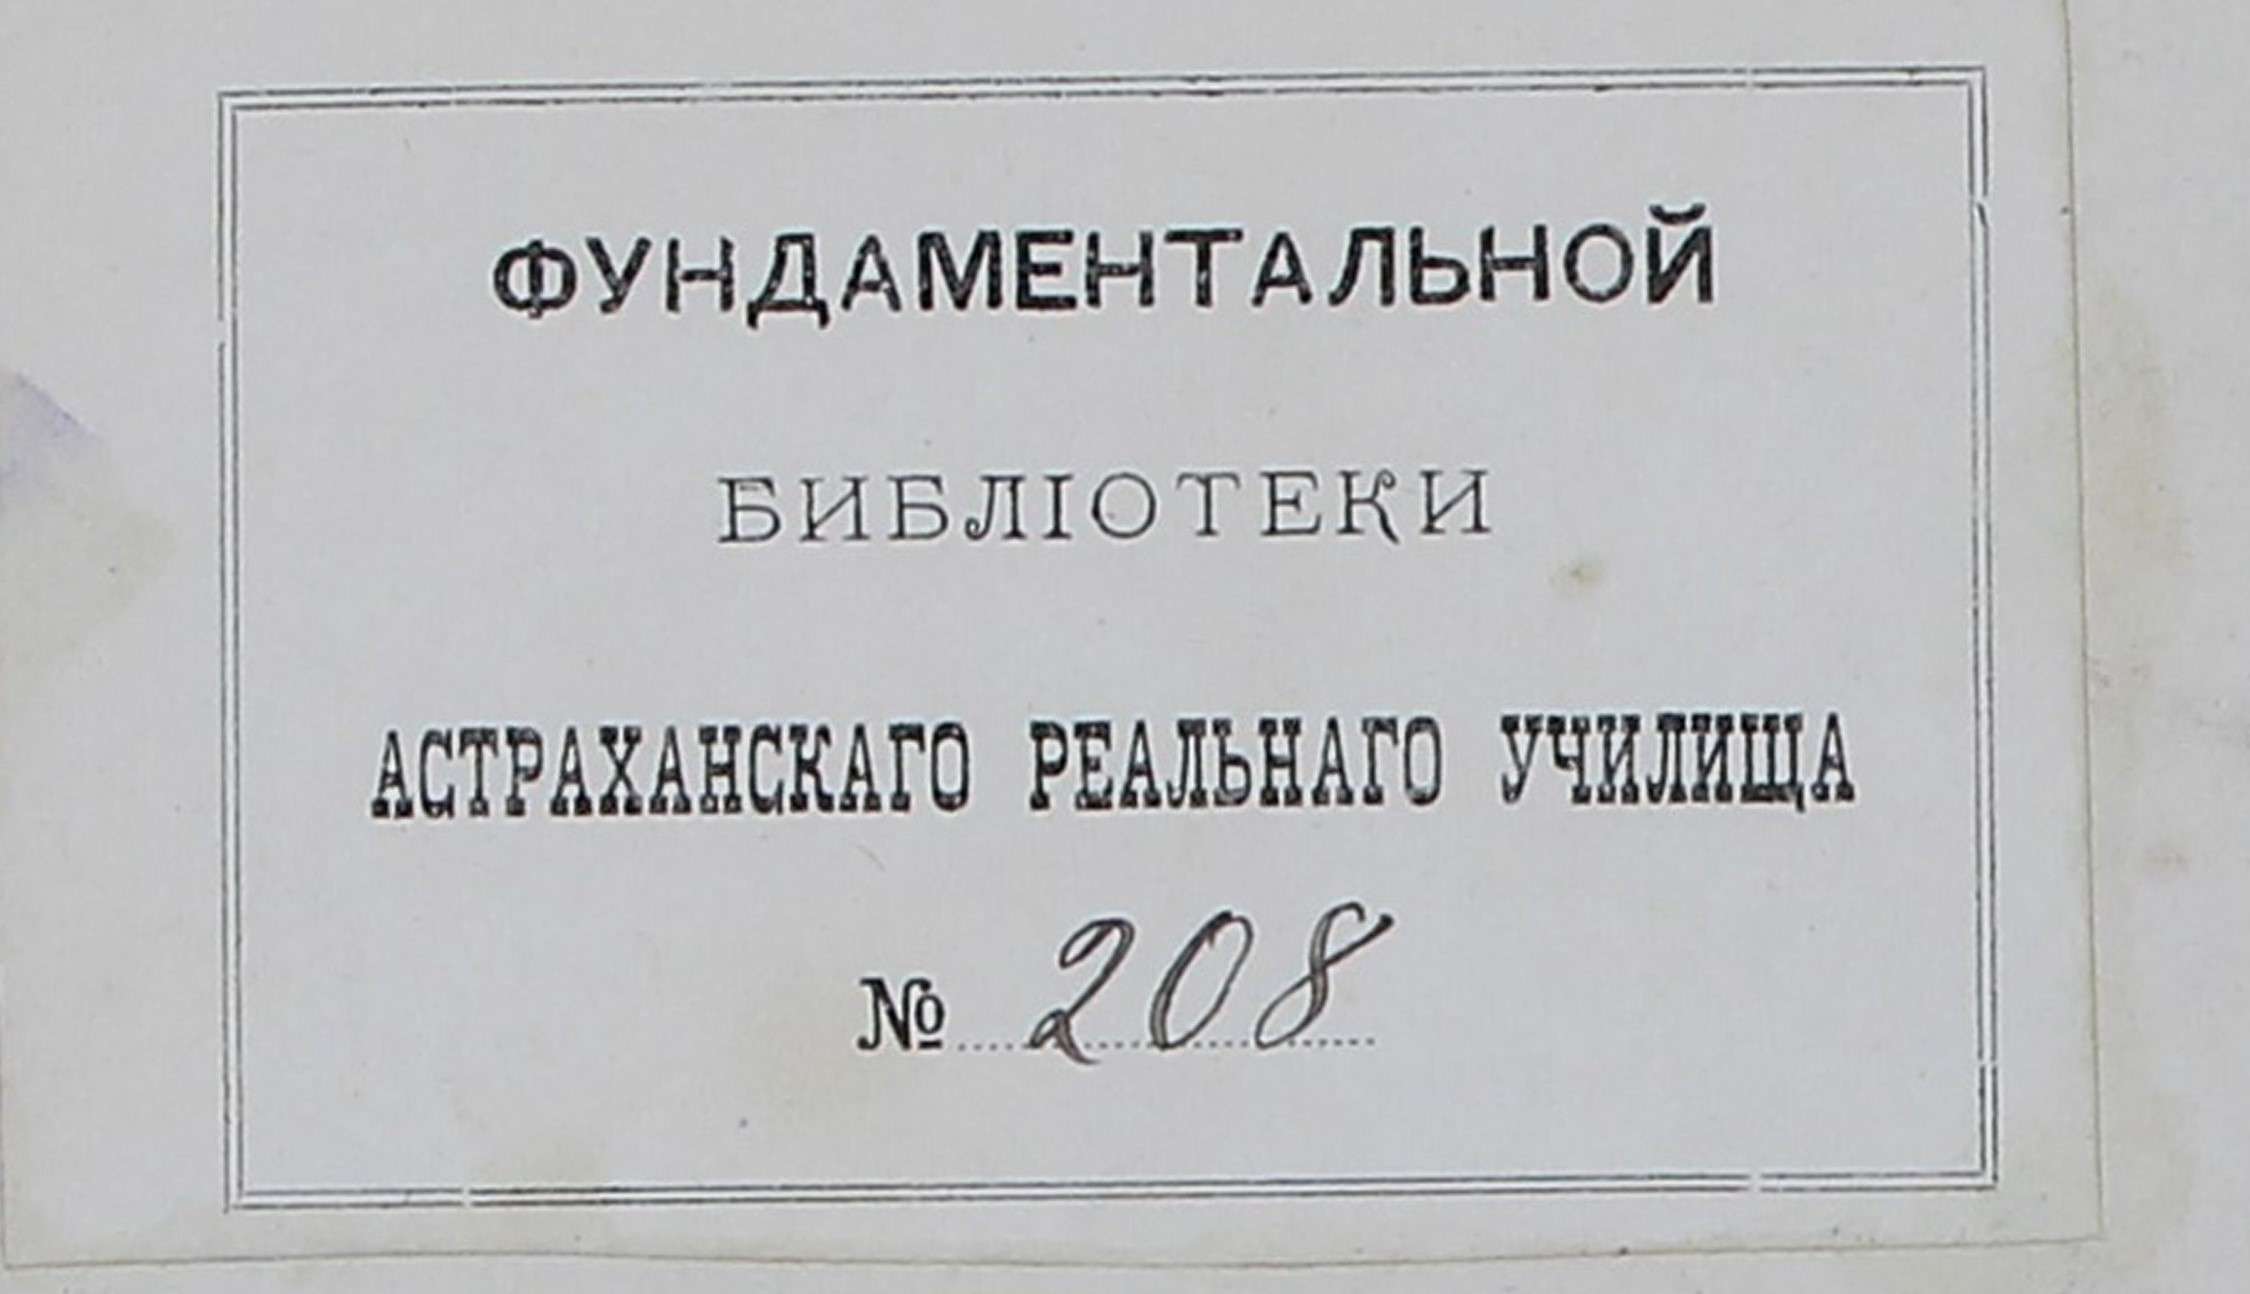 ФУНДАМЕНТАЛЬНОЙ
БИБЛІОТЕКИ
АСТРАХАНСКАГО РЕАЛЬНАГО УЧИЛИЩА
№ 208